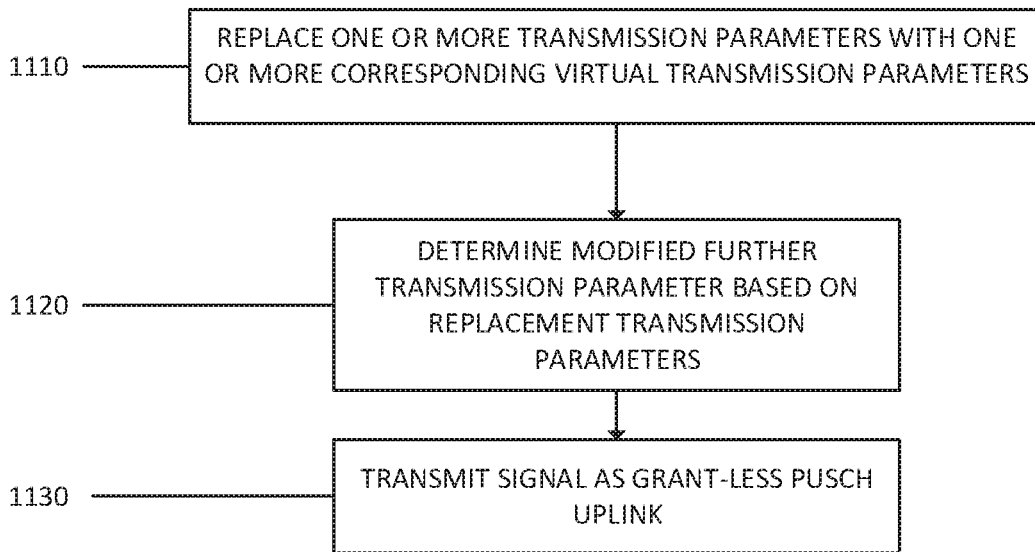 1110
REPLACE ONE OR MORE TRANSMISSION PARAMETERS WITH ONE
OR MORE CORRESPONDING VIRTUAL TRANSMISSION PARAMETERS
1120
DETERMINE MODIFIED FURTHER
TRANSMISSION PARAMETER BASED ON
REPLACEMENT TRANSMISSION
PARAMETERS
1130
TRANSMIT SIGNAL AS GRANT-LESS PUSCH
UPLINK